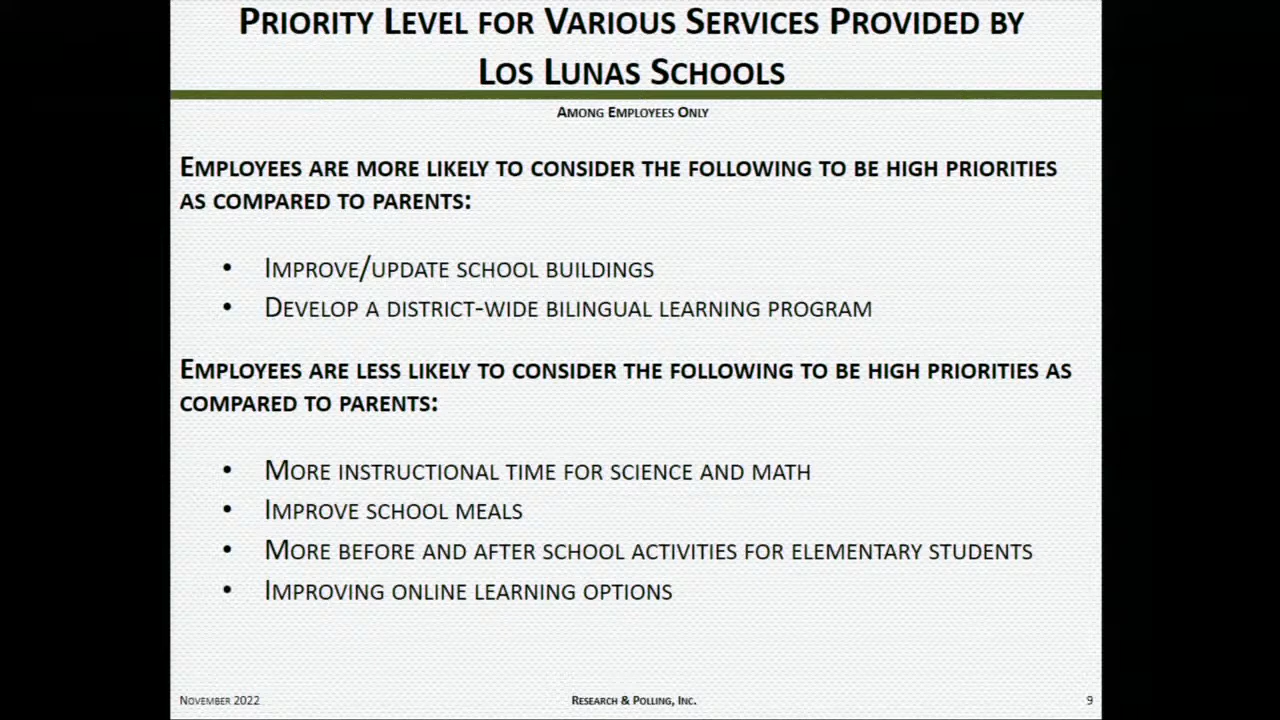 Priority Level for Various Services Provided by
Los Lunas Schools
Among Employees Only
Employees are more likely to consider the following to be high priorities
as compared to parents:
• Improve/update school buildings
• Develop a district-wide bilingual learning program
Employees are less likely to consider the following to be high priorities as
compared to parents:
• More instructional time for science and math
• Improve school meals
• More before and after school activities for elementary students
• Improving online learning options
November 2022
Research & Polling, Inc.
9